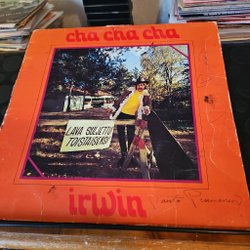 cha cha cha
LAVA SULJETTU
TOISTAISEKSI
irwin